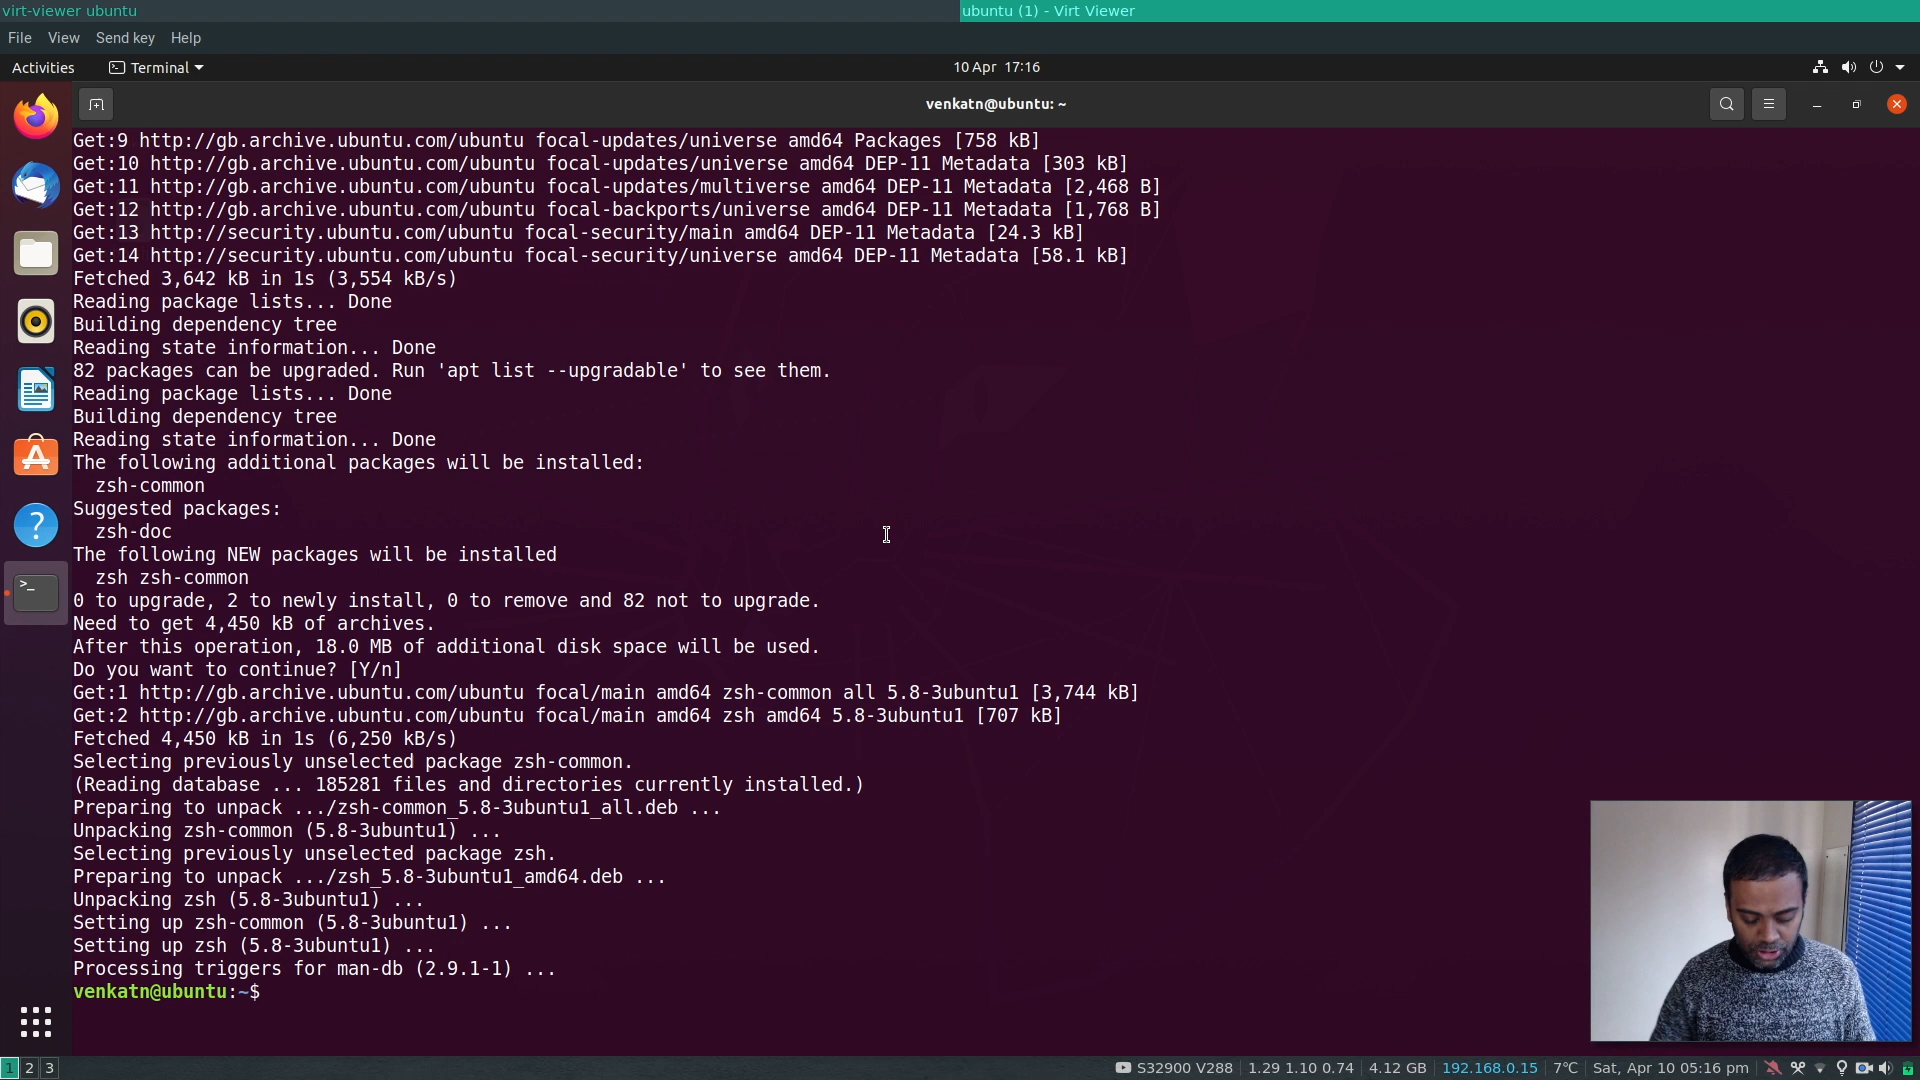 virt-viewer ubuntu
ubuntu (1) - Virt Viewer
File View Send key Help
Activities Terminal 10 Apr 17:16
venkatn@ubuntu: ~
Get:9 http://gb.archive.ubuntu.com/ubuntu focal-updates/universe amd64 Packages [758 kB]
Get:10 http://gb.archive.ubuntu.com/ubuntu focal-updates/universe amd64 DEP-11 Metadata [303 kB]
Get:11 http://gb.archive.ubuntu.com/ubuntu focal-updates/multiverse amd64 DEP-11 Metadata [2,468 B]
Get:12 http://gb.archive.ubuntu.com/ubuntu focal-backports/universe amd64 DEP-11 Metadata [1,768 B]
Get:13 http://security.ubuntu.com/ubuntu focal-security/main amd64 DEP-11 Metadata [24.3 kB]
Get:14 http://security.ubuntu.com/ubuntu focal-security/universe amd64 DEP-11 Metadata [58.1 kB]
Fetched 3,642 kB in 1s (3,554 kB/s)
Reading package lists... Done
Building dependency tree
Reading state information... Done
82 packages can be upgraded. Run 'apt list --upgradable' to see them.
Reading package lists... Done
Building dependency tree
Reading state information... Done
The following additional packages will be installed:
zsh-common
Suggested packages:
zsh-doc
The following NEW packages will be installed
zsh zsh-common
0 to upgrade, 2 to newly install, 0 to remove and 82 not to upgrade.
Need to get 4,450 kB of archives.
After this operation, 18.0 MB of additional disk space will be used.
Do you want to continue? [Y/n]
Get:1 http://gb.archive.ubuntu.com/ubuntu focal/main amd64 zsh-common all 5.8-3ubuntu1 [3,744 kB]
Get:2 http://gb.archive.ubuntu.com/ubuntu focal/main amd64 zsh amd64 5.8-3ubuntu1 [707 kB]
Fetched 4,450 kB in 1s (6,250 kB/s)
Selecting previously unselected package zsh-common.
(Reading database ... 185281 files and directories currently installed.)
Preparing to unpack .../zsh-common_5.8-3ubuntu1_all.deb ...
Unpacking zsh-common (5.8-3ubuntu1) ...
Selecting previously unselected package zsh.
Preparing to unpack .../zsh_5.8-3ubuntu1_amd64.deb ...
Unpacking zsh (5.8-3ubuntu1) ...
Setting up zsh-common (5.8-3ubuntu1) ...
Setting up zsh (5.8-3ubuntu1) ...
Processing triggers for man-db (2.9.1-1) ...
venkatn@ubuntu:~$
1 2 3 S32900 V288 1.29 1.10 0.74 4.12 GB 192.168.0.15 7℃ Sat, Apr 10 05:16 pm